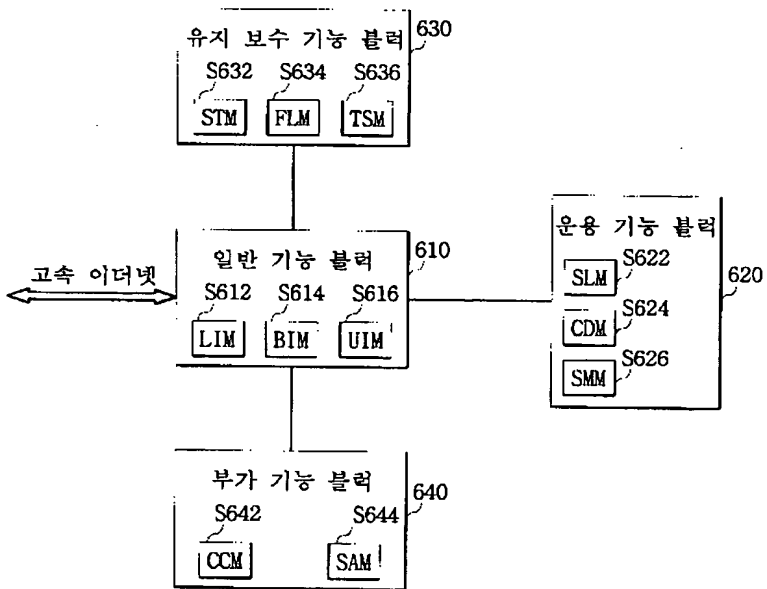 유지 보수 기능 블럭
630
S632 S634 S636
STM FLM TSM
일반 기능 블럭
610
고속 이더넷
S612 S614 S616
LIM BIM UIM
운용 기능 블럭
620
S622
SLM
S624
CDM
S626
SMM
부가 기능 블럭
640
S642 S644
CCM SAM